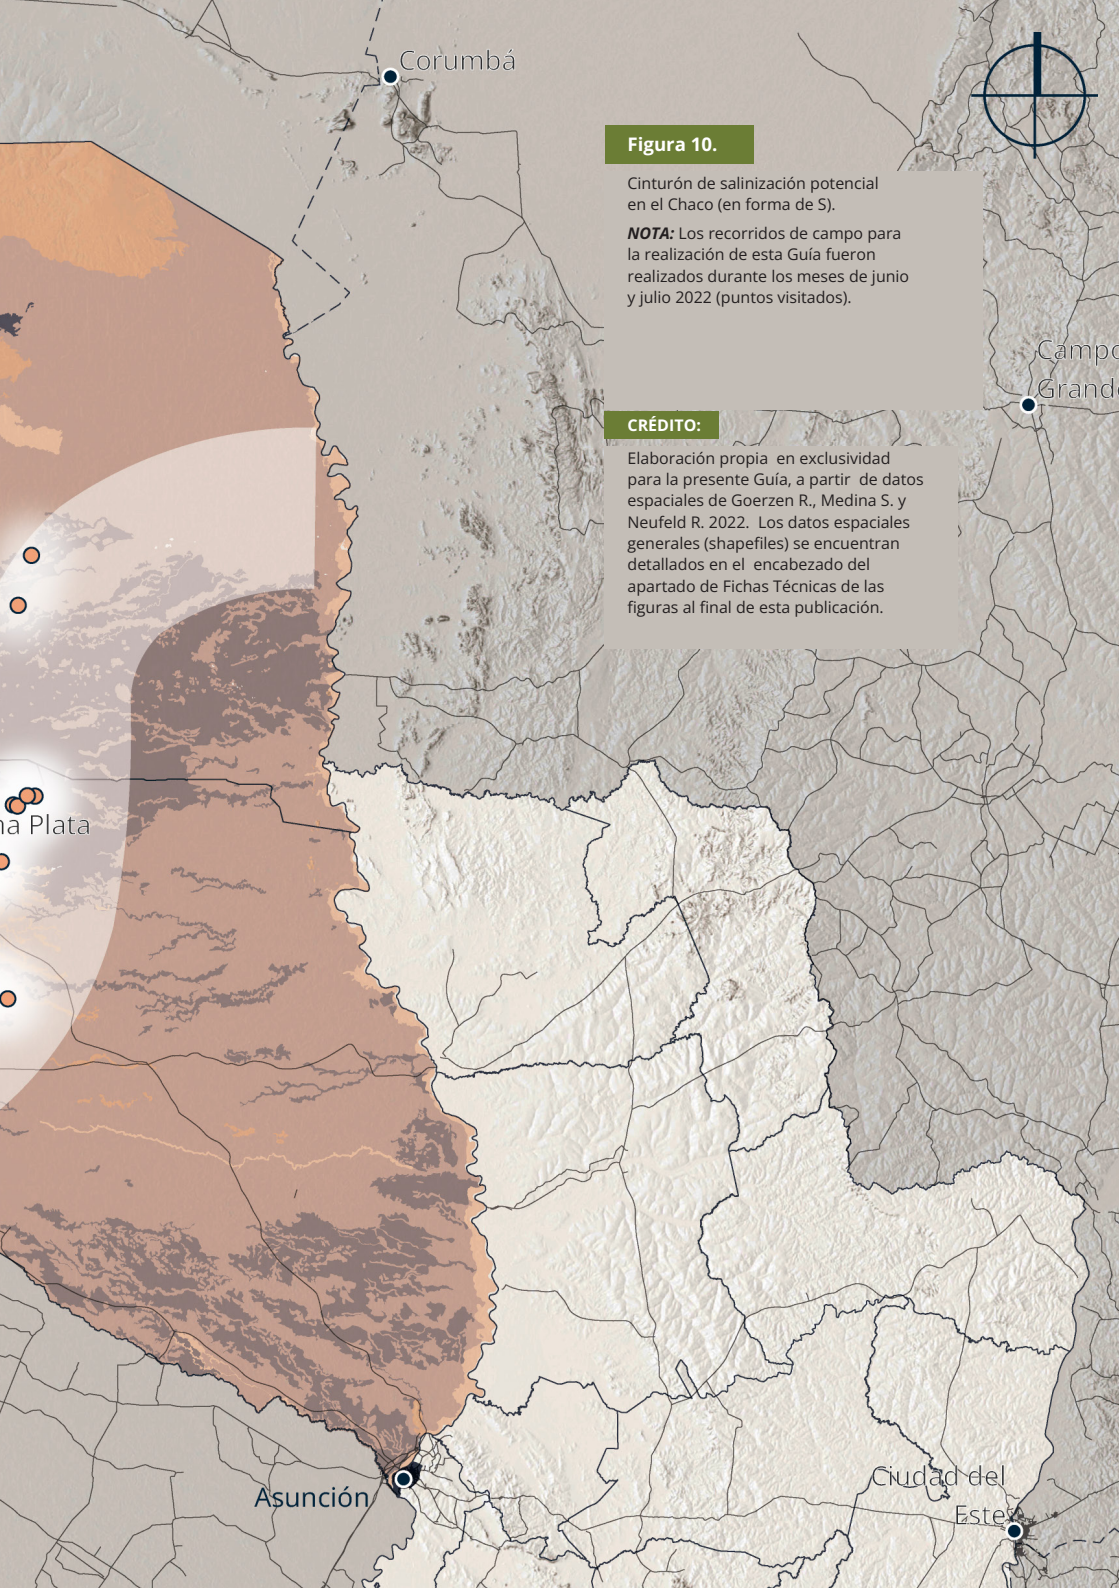 Corumbá
Figura 10.
Cinturón de salinización potencial
en el Chaco (en forma de S).
NOTA: Los recorridos de campo para
la realización de esta Guía fueron
realizados durante los meses de junio
y julio 2022 (puntos visitados).
Campo
Grande
CRÉDITO:
Elaboración propia en exclusividad
para la presente Guía, a partir de datos
espaciales de Goerzen R., Medina S. y
Neufeld R. 2022. Los datos espaciales
generales (shapefiles) se encuentran
detallados en el encabezado del
apartado de Fichas Técnicas de las
figuras al final de esta publicación.
na Plata
Asunción
Ciudad del
Este